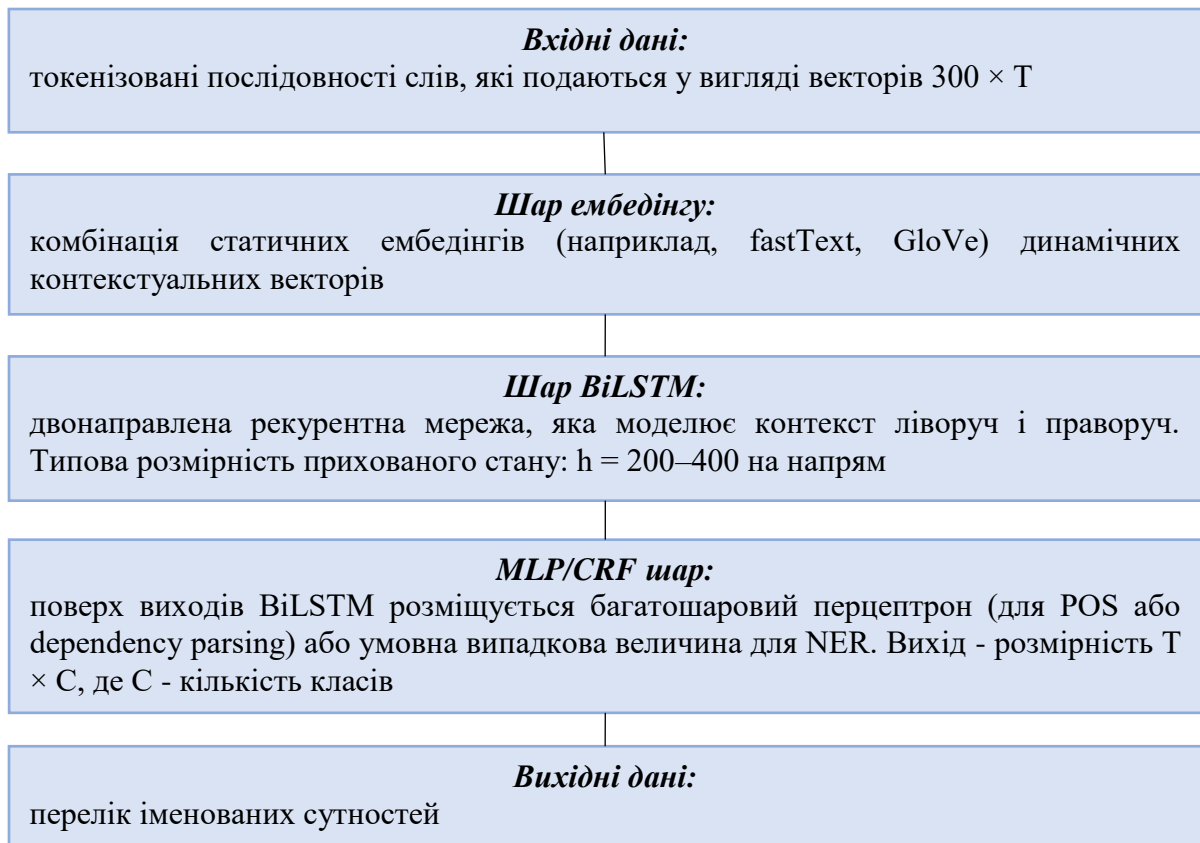 Вхідні дані:
токенізовані послідовності слів, які подаються у вигляді векторів 300 × T
Шар ембедінгу:
комбінація статичних ембедінгів (наприклад, fastText, GloVe) динамічних
контекстуальних векторів
Шар BiLSTM:
двонаправлена рекурентна мережа, яка моделює контекст ліворуч і праворуч.
Типова розмірність прихованого стану: h = 200–400 на напрям
MLP/CRF шар:
поверх виходів BiLSTM розміщується багатошаровий перцептрон (для POS або
dependency parsing) або умовна випадкова величина для NER. Вихід - розмірність T
× C, де C - кількість класів
Вихідні дані:
перелік іменованих сутностей